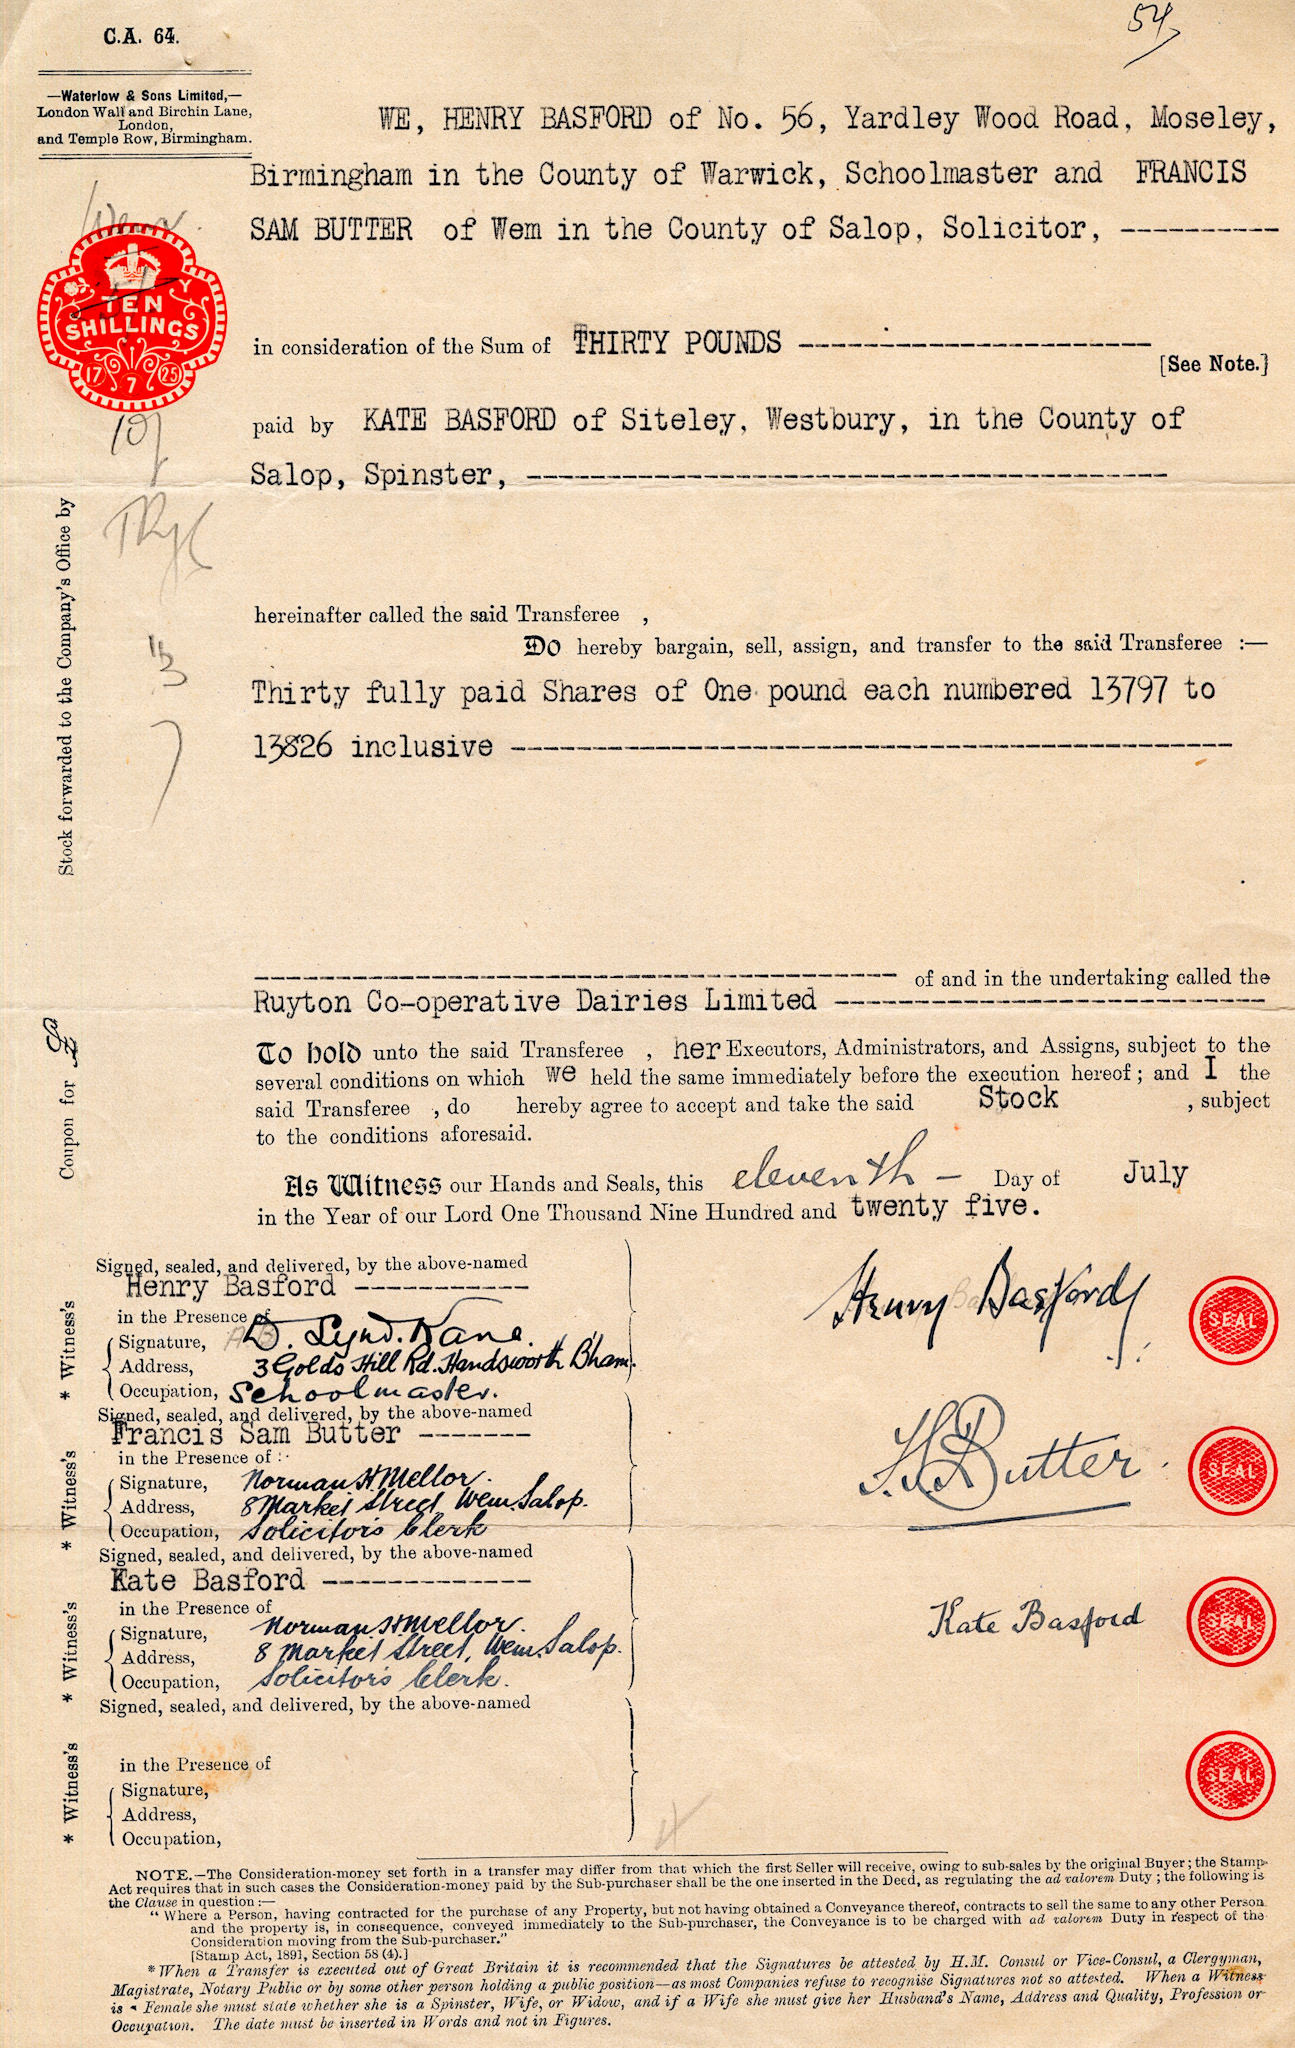 C.A. 64.
54
—Waterlow & Sons Limited,—
London Wall and Birchin Lane,
London,
and Temple Row, Birmingham.
WE, HENRY BASFORD of No. 56, Yardley Wood Road, Moseley,
Birmingham in the County of Warwick, Schoolmaster and FRANCIS
SAM BUTTER of Wem in the County of Salop, Solicitor, ----------
Wem
TEN
SHILLINGS
17 7 25
in consideration of the Sum of THIRTY POUNDS ----------------------
[See Note.]
10/
paid by KATE BASFORD of Siteley, Westbury, in the County of
Salop, Spinster, ----------------------------------------
hereinafter called the said Transferee ,
Do hereby bargain, sell, assign, and transfer to the said Transferee :—
Thirty fully paid Shares of One pound each numbered 13797 to
13826 inclusive ---------------------------------------------
Stock forwarded to the Company's Office by
---------------------------------------- of and in the undertaking called the
Ruyton Co-operative Dairies Limited ---------------------------
To hold unto the said Transferee , her Executors, Administrators, and Assigns, subject to the
several conditions on which we held the same immediately before the execution hereof; and I the
said Transferee , do hereby agree to accept and take the said Stock , subject
to the conditions aforesaid.
Coupon for £
As Witness our Hands and Seals, this eleventh — Day of July
in the Year of our Lord One Thousand Nine Hundred and twenty five.
Signed, sealed, and delivered, by the above-named
Henry Basford -----------
in the Presence of
Signature, D. Lynd. Kane.
Address, 3 Golds Hill Rd. Handsworth B'ham.
Occupation, Schoolmaster.
* Witness's
Henry Basford
SEAL
Signed, sealed, and delivered, by the above-named
Francis Sam Butter -------
in the Presence of :
Signature, Norman H Mellor.
Address, 8 Market Street, Wem. Salop.
Occupation, Solicitor's Clerk
* Witness's
F. S. Butter
SEAL
Signed, sealed, and delivered, by the above-named
Kate Basford -------------
in the Presence of
Signature, Norman H Mellor.
Address, 8 Market Street, Wem. Salop.
Occupation, Solicitor's Clerk.
* Witness's
Kate Basford
SEAL
Signed, sealed, and delivered, by the above-named
in the Presence of
Signature,
Address,
Occupation,
* Witness's
SEAL
NOTE.—The Consideration-money set forth in a transfer may differ from that which the first Seller will receive, owing to sub-sales by the original Buyer; the Stamp-
Act requires that in such cases the Consideration-money paid by the Sub-purchaser shall be the one inserted in the Deed, as regulating the ad valorem Duty; the following is
the Clause in question:—
"Where a Person, having contracted for the purchase of any Property, but not having obtained a Conveyance thereof, contracts to sell the same to any other Person
and the property is, in consequence, conveyed immediately to the Sub-purchaser, the Conveyance is to be charged with ad valorem Duty in respect of the
Consideration moving from the Sub-purchaser."
[Stamp Act, 1891, Section 58 (4).]
*When a Transfer is executed out of Great Britain it is recommended that the Signatures be attested by H.M. Consul or Vice-Consul, a Clergyman,
Magistrate, Notary Public or by some other person holding a public position—as most Companies refuse to recognise Signatures not so attested. When a Witness
is a Female she must state whether she is a Spinster, Wife, or Widow, and if a Wife she must give her Husband's Name, Address and Quality, Profession or
Occupation. The date must be inserted in Words and not in Figures.